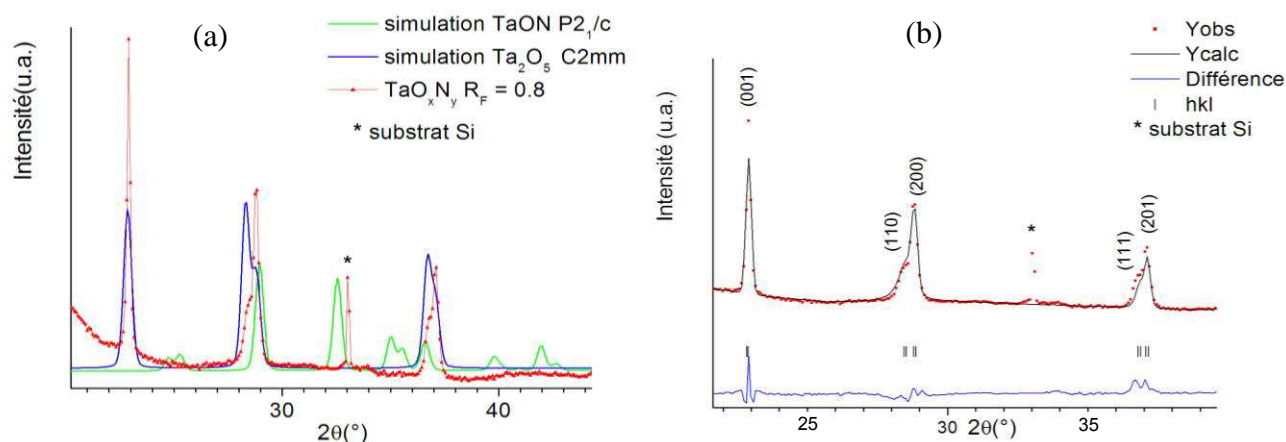 (a)
simulation TaON P2₁/c
simulation Ta₂O₅ C2mm
TaOₓNᵧ R_F = 0.8
* substrat Si
Intensité(u.a.)
*
30
40
2θ(°)
(b)
Yobs
Ycalc
Différence
hkl
* substrat Si
Intensité (u.a.)
(001)
(110)
(200)
*
(111)
(201)
25
30
2θ(°)
35